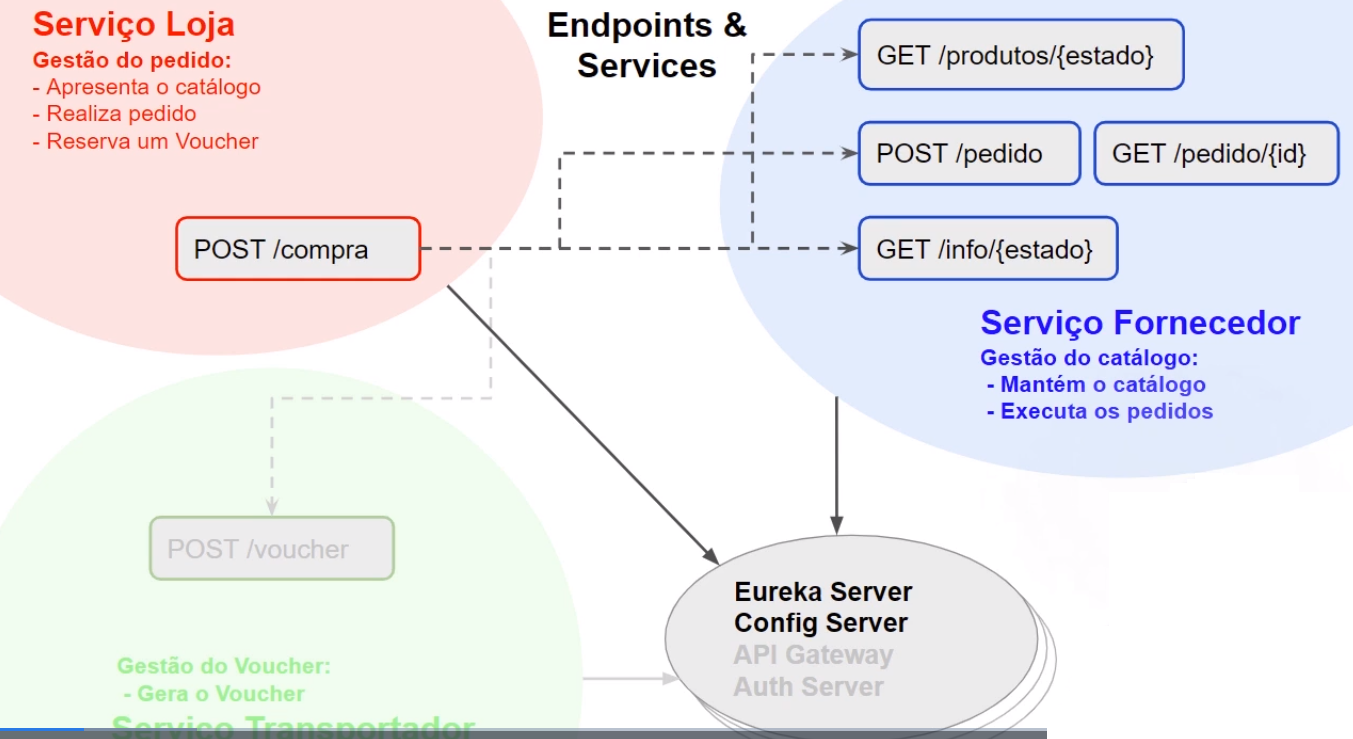 Serviço Loja
Gestão do pedido:
- Apresenta o catálogo
- Realiza pedido
- Reserva um Voucher
POST /compra
Endpoints &
Services
GET /produtos/{estado}
POST /pedido
GET /pedido/{id}
GET /info/{estado}
Serviço Fornecedor
Gestão do catálogo:
- Mantém o catálogo
- Executa os pedidos
POST /voucher
Gestão do Voucher:
- Gera o Voucher
Serviço Transportador
Eureka Server
Config Server
API Gateway
Auth Server